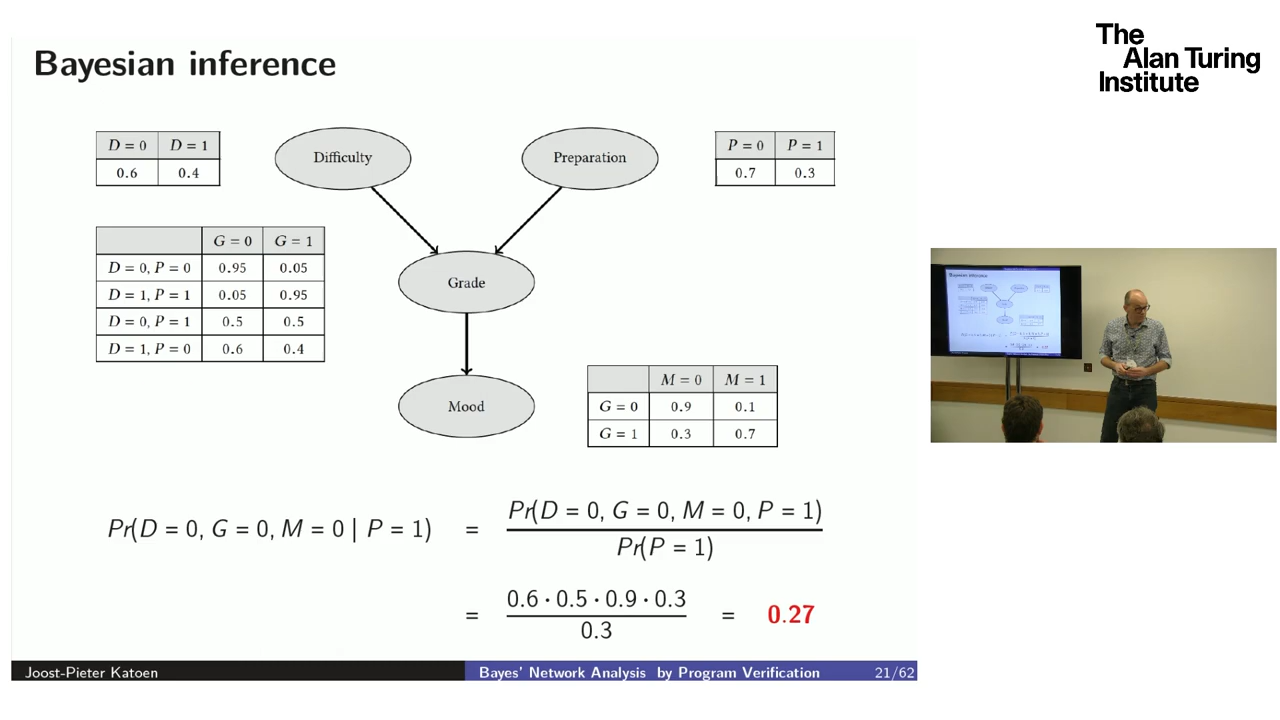 Bayesian inference
The
Alan Turing
Institute
D = 0 D = 1
0.6 0.4
Difficulty
Preparation
P = 0 P = 1
0.7 0.3
G = 0 G = 1
D = 0, P = 0 0.95 0.05
D = 1, P = 1 0.05 0.95
D = 0, P = 1 0.5 0.5
D = 1, P = 0 0.6 0.4
Grade
Mood
M = 0 M = 1
G = 0 0.9 0.1
G = 1 0.3 0.7
Pr(D = 0, G = 0, M = 0 | P = 1) = Pr(D = 0, G = 0, M = 0, P = 1)
Pr(P = 1)
= 0.6 · 0.5 · 0.9 · 0.3 = 0.27
0.3
Joost-Pieter Katoen Bayes' Network Analysis by Program Verification 21/62
Bayesian inference